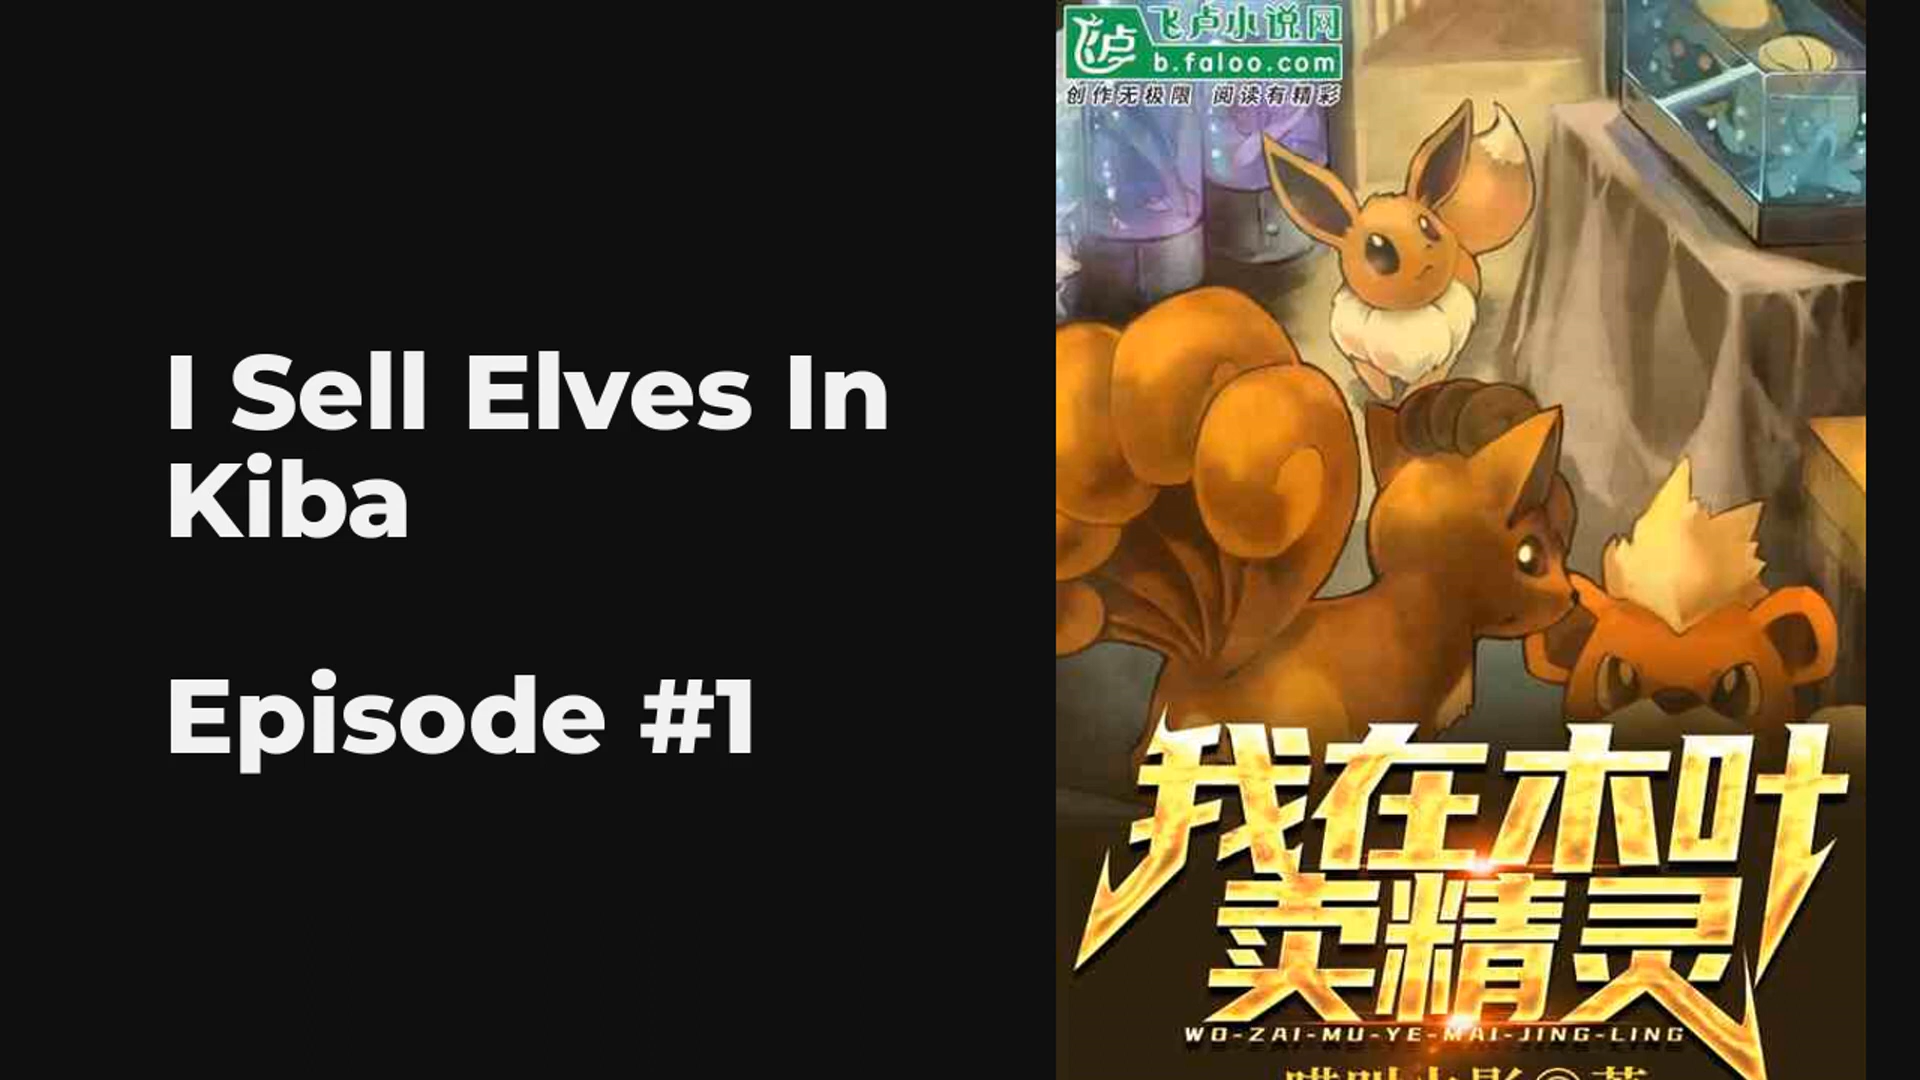 I Sell Elves In
Kiba
Episode #1
飞卢小说网
b.faloo.com
创作无极限 阅读有精彩
我在木叶
卖精灵
WO-ZAI-MU-YE-MAI-JING-LING